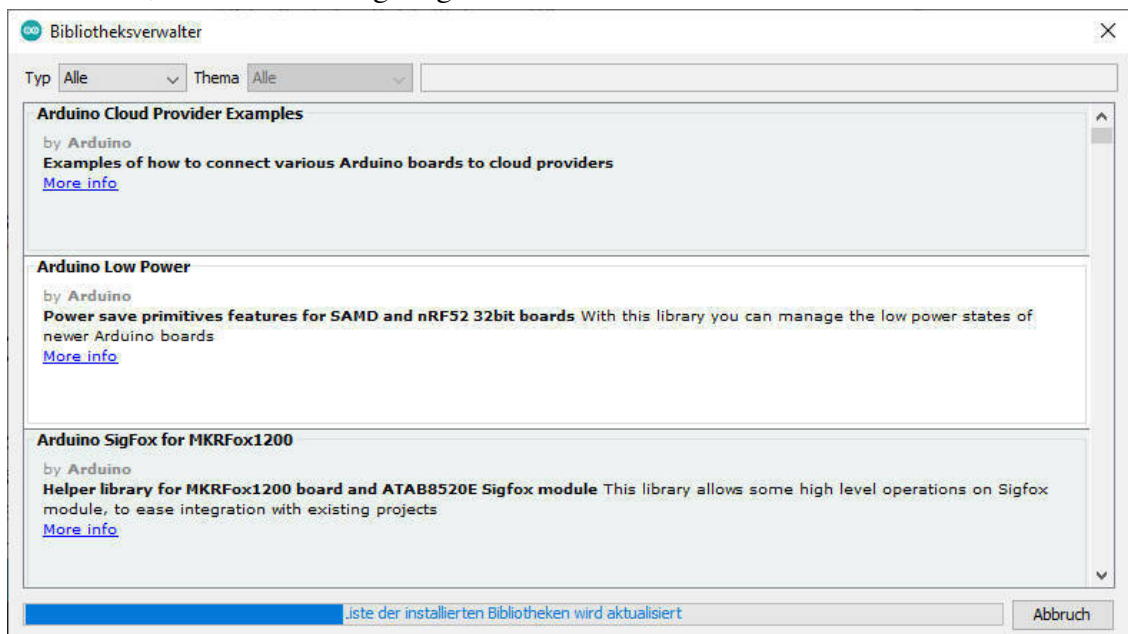 Bibliotheksverwalter
Typ Alle Thema Alle
Arduino Cloud Provider Examples
by Arduino
Examples of how to connect various Arduino boards to cloud providers
More info
Arduino Low Power
by Arduino
Power save primitives features for SAMD and nRF52 32bit boards With this library you can manage the low power states of
newer Arduino boards
More info
Arduino SigFox for MKRFox1200
by Arduino
Helper library for MKRFox1200 board and ATAB8520E Sigfox module This library allows some high level operations on Sigfox
module, to ease integration with existing projects
More info
.iste der installierten Bibliotheken wird aktualisiert
Abbruch